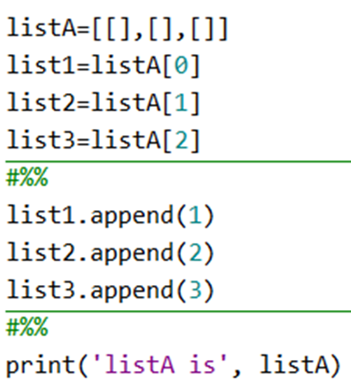 listA=[[],[],[]]
list1=listA[0]
list2=listA[1]
list3=listA[2]
#%%
list1.append(1)
list2.append(2)
list3.append(3)
#%%
print('listA is', listA)